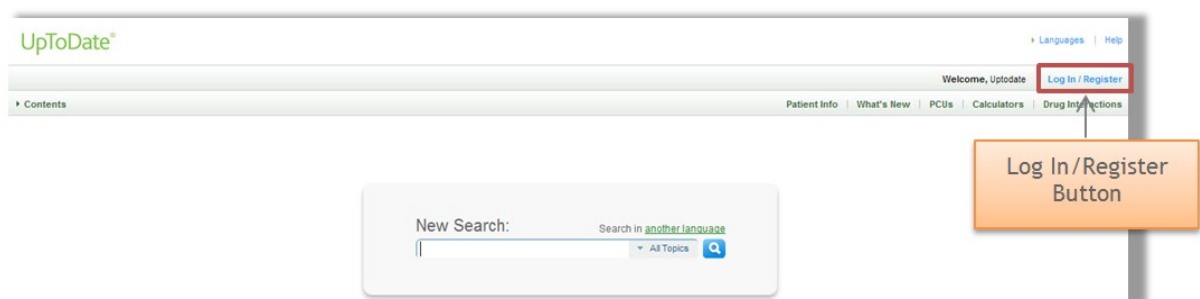 UpToDate®
Languages | Help
Welcome, Uptodate Log In / Register
Contents Patient Info | What's New | PCUs | Calculators | Drug Interactions
Log In/Register
Button
New Search: Search in another language
All Topics